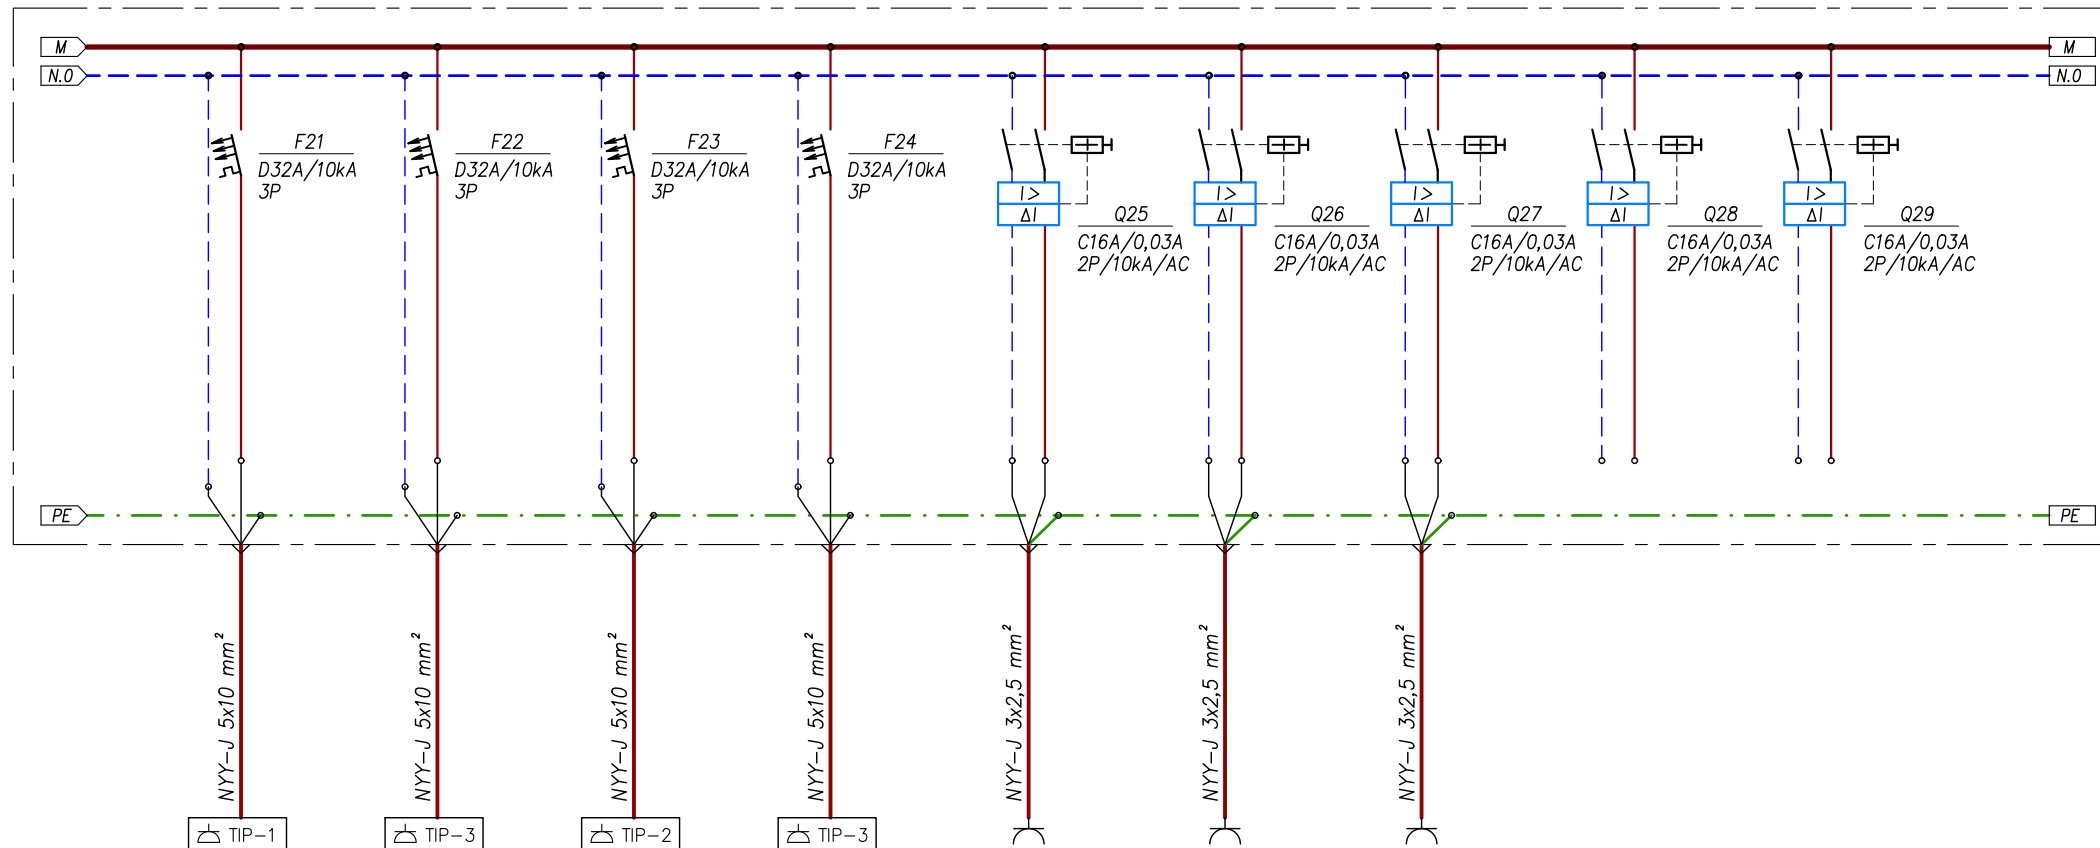 M
M
N.0
N.0
F21
D32A/10kA
3P
F22
D32A/10kA
3P
F23
D32A/10kA
3P
F24
D32A/10kA
3P
I>
ΔI
Q25
C16A/0,03A
2P/10kA/AC
I>
ΔI
Q26
C16A/0,03A
2P/10kA/AC
I>
ΔI
Q27
C16A/0,03A
2P/10kA/AC
I>
ΔI
Q28
C16A/0,03A
2P/10kA/AC
I>
ΔI
Q29
C16A/0,03A
2P/10kA/AC
PE
PE
NYY-J 5x10 mm²
NYY-J 5x10 mm²
NYY-J 5x10 mm²
NYY-J 5x10 mm²
NYY-J 3x2,5 mm²
NYY-J 3x2,5 mm²
NYY-J 3x2,5 mm²
TIP-1
TIP-3
TIP-2
TIP-3